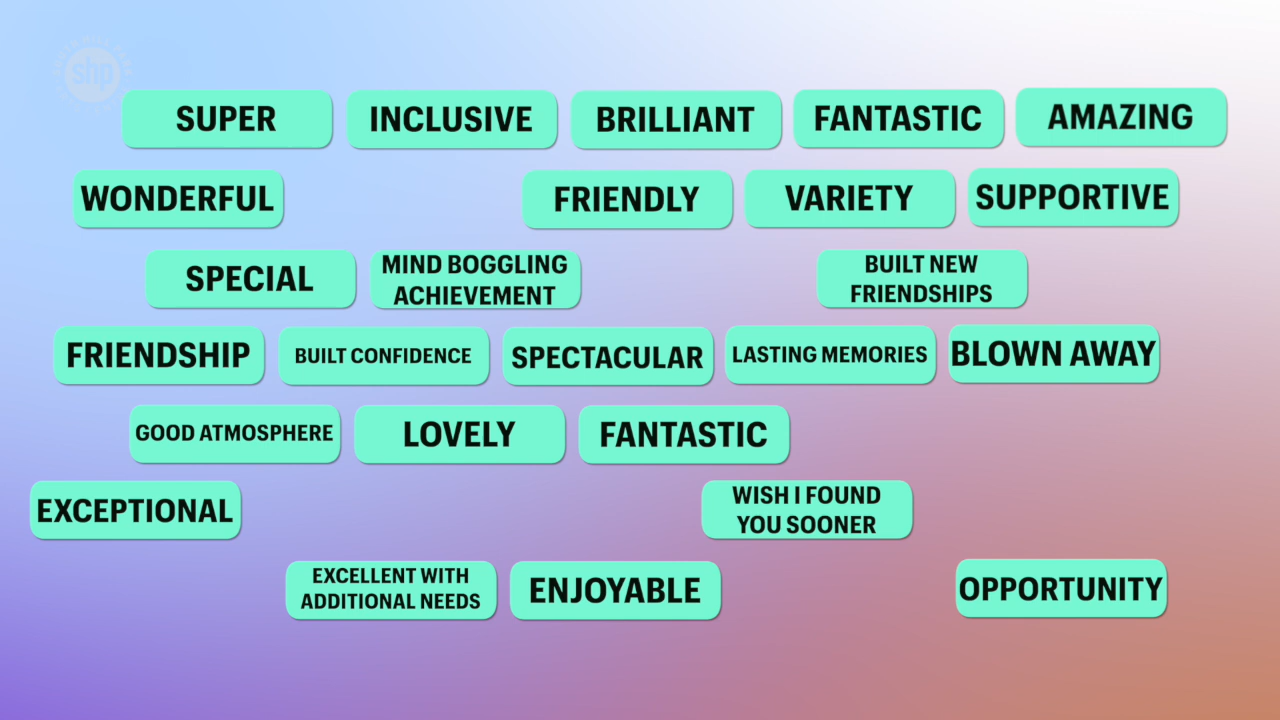 shp
SUPER
INCLUSIVE
BRILLIANT
FANTASTIC
AMAZING
WONDERFUL
FRIENDLY
VARIETY
SUPPORTIVE
SPECIAL
MIND BOGGLING
ACHIEVEMENT
BUILT NEW
FRIENDSHIPS
FRIENDSHIP
BUILT CONFIDENCE
SPECTACULAR
LASTING MEMORIES
BLOWN AWAY
GOOD ATMOSPHERE
LOVELY
FANTASTIC
EXCEPTIONAL
WISH I FOUND
YOU SOONER
EXCELLENT WITH
ADDITIONAL NEEDS
ENJOYABLE
OPPORTUNITY